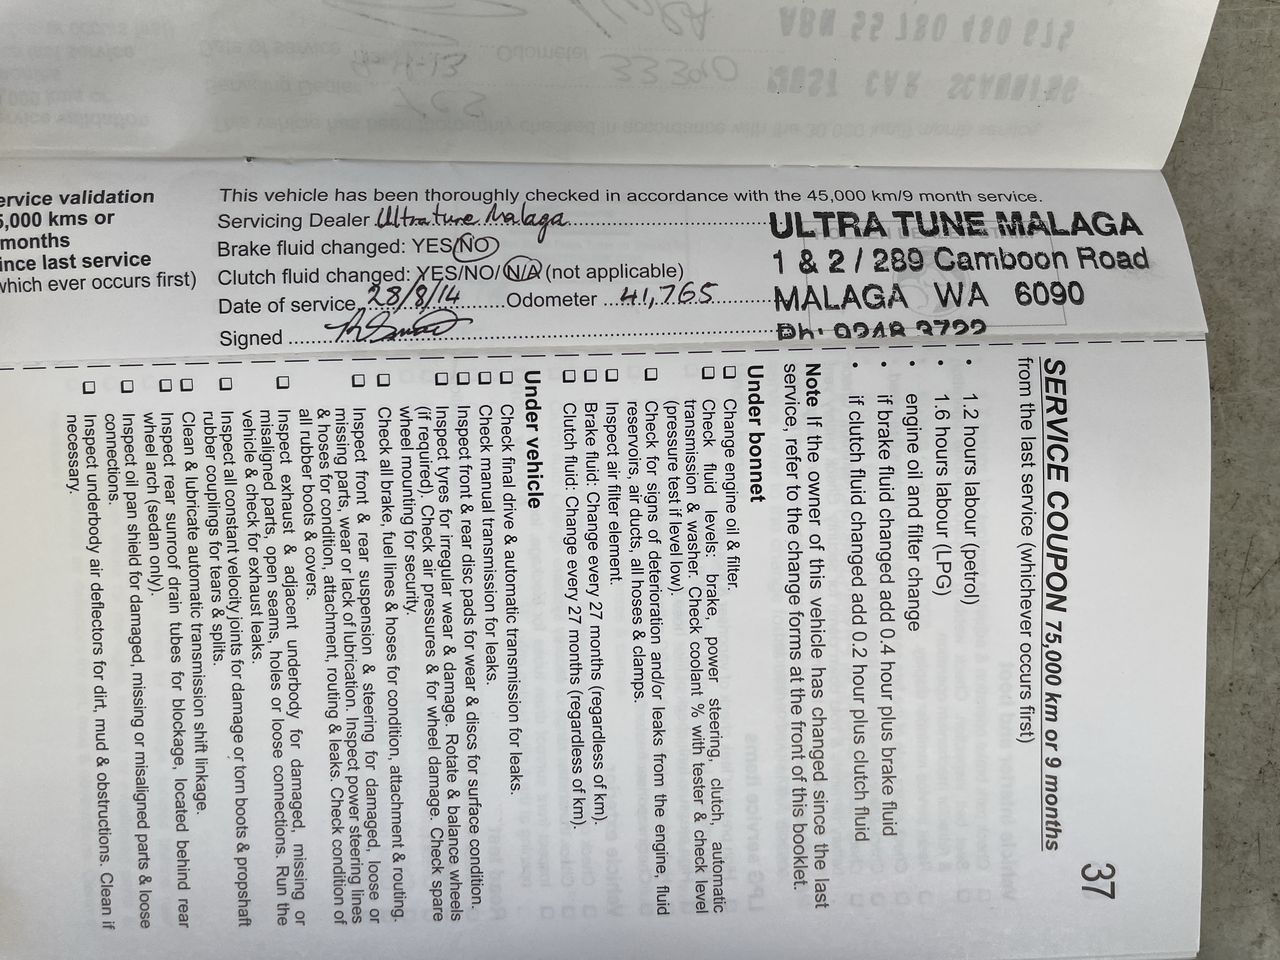 ervice validation
5,000 kms or
months
ince last service
which ever occurs first)
This vehicle has been thoroughly checked in accordance with the 45,000 km/9 month service.
Servicing Dealer Ultratune Malaga
Brake fluid changed: YES/NO
Clutch fluid changed: YES/NO/N/A (not applicable)
Date of service 28/8/14 Odometer 41,765
Signed
ULTRA TUNE MALAGA
1 & 2 / 289 Camboon Road
MALAGA WA 6090
Ph: 9248 3722
37
SERVICE COUPON 75,000 km or 9 months
from the last service (whichever occurs first)
• 1.2 hours labour (petrol)
• 1.6 hours labour (LPG)
• engine oil and filter change
• if brake fluid changed add 0.4 hour plus brake fluid
• if clutch fluid changed add 0.2 hour plus clutch fluid
Note If the owner of this vehicle has changed since the last
service, refer to the change forms at the front of this booklet.
Under bonnet
❑ Change engine oil & filter.
❑ Check fluid levels: brake, power steering, clutch, automatic
transmission & washer. Check coolant % with tester & check level
(pressure test if level low).
❑ Check for signs of deterioration and/or leaks from the engine, fluid
reservoirs, air ducts, all hoses & clamps.
❑ Inspect air filter element.
❑ Brake fluid: Change every 27 months (regardless of km).
❑ Clutch fluid: Change every 27 months (regardless of km).
Under vehicle
❑ Check final drive & automatic transmission for leaks.
❑ Check manual transmission for leaks.
❑ Inspect front & rear disc pads for wear & discs for surface condition.
❑ Inspect tyres for irregular wear & damage. Rotate & balance wheels
(if required). Check air pressures & for wheel damage. Check spare
wheel mounting for security.
❑ Check all brake, fuel lines & hoses for condition, attachment & routing.
❑ Inspect front & rear suspension & steering for damaged, loose or
missing parts, wear or lack of lubrication. Inspect power steering lines
& hoses for condition, attachment, routing & leaks. Check condition of
all rubber boots & covers.
❑ Inspect exhaust & adjacent underbody for damaged, missing or
misaligned parts, open seams, holes or loose connections. Run the
vehicle & check for exhaust leaks.
❑ Inspect all constant velocity joints for damage or torn boots & propshaft
rubber couplings for tears & splits.
❑ Clean & lubricate automatic transmission shift linkage.
❑ Inspect rear sunroof drain tubes for blockage, located behind rear
wheel arch (sedan only).
❑ Inspect oil pan shield for damaged, missing or misaligned parts & loose
connections.
❑ Inspect underbody air deflectors for dirt, mud & obstructions. Clean if
necessary.